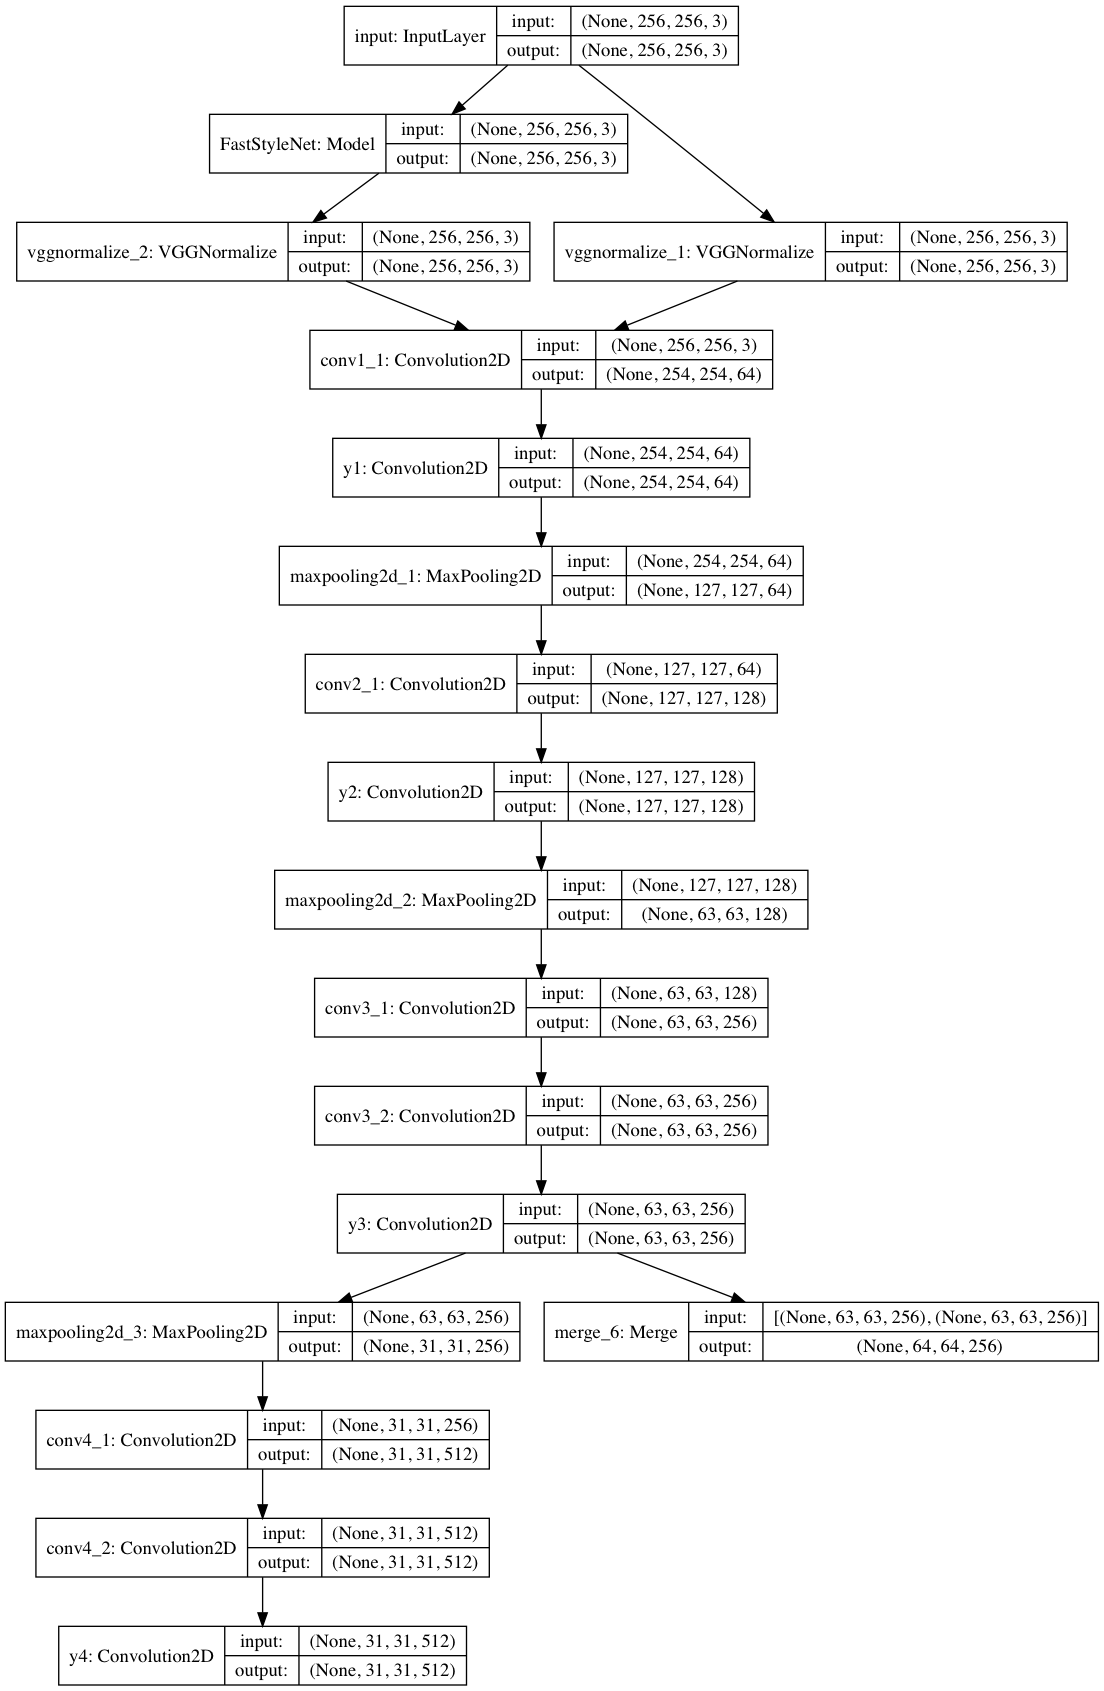 input: InputLayer
input: (None, 256, 256, 3)
output: (None, 256, 256, 3)
FastStyleNet: Model
input: (None, 256, 256, 3)
output: (None, 256, 256, 3)
vggnormalize_2: VGGNormalize
input: (None, 256, 256, 3)
output: (None, 256, 256, 3)
vggnormalize_1: VGGNormalize
input: (None, 256, 256, 3)
output: (None, 256, 256, 3)
conv1_1: Convolution2D
input: (None, 256, 256, 3)
output: (None, 254, 254, 64)
y1: Convolution2D
input: (None, 254, 254, 64)
output: (None, 254, 254, 64)
maxpooling2d_1: MaxPooling2D
input: (None, 254, 254, 64)
output: (None, 127, 127, 64)
conv2_1: Convolution2D
input: (None, 127, 127, 64)
output: (None, 127, 127, 128)
y2: Convolution2D
input: (None, 127, 127, 128)
output: (None, 127, 127, 128)
maxpooling2d_2: MaxPooling2D
input: (None, 127, 127, 128)
output: (None, 63, 63, 128)
conv3_1: Convolution2D
input: (None, 63, 63, 128)
output: (None, 63, 63, 256)
conv3_2: Convolution2D
input: (None, 63, 63, 256)
output: (None, 63, 63, 256)
y3: Convolution2D
input: (None, 63, 63, 256)
output: (None, 63, 63, 256)
maxpooling2d_3: MaxPooling2D
input: (None, 63, 63, 256)
output: (None, 31, 31, 256)
merge_6: Merge
input: [(None, 63, 63, 256), (None, 63, 63, 256)]
output: (None, 64, 64, 256)
conv4_1: Convolution2D
input: (None, 31, 31, 256)
output: (None, 31, 31, 512)
conv4_2: Convolution2D
input: (None, 31, 31, 512)
output: (None, 31, 31, 512)
y4: Convolution2D
input: (None, 31, 31, 512)
output: (None, 31, 31, 512)